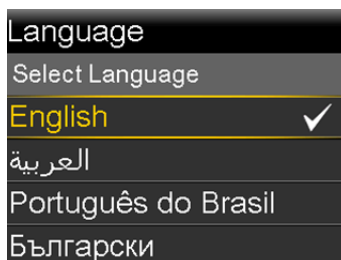 Language
Select Language
English
العربية
Português do Brasil
Български